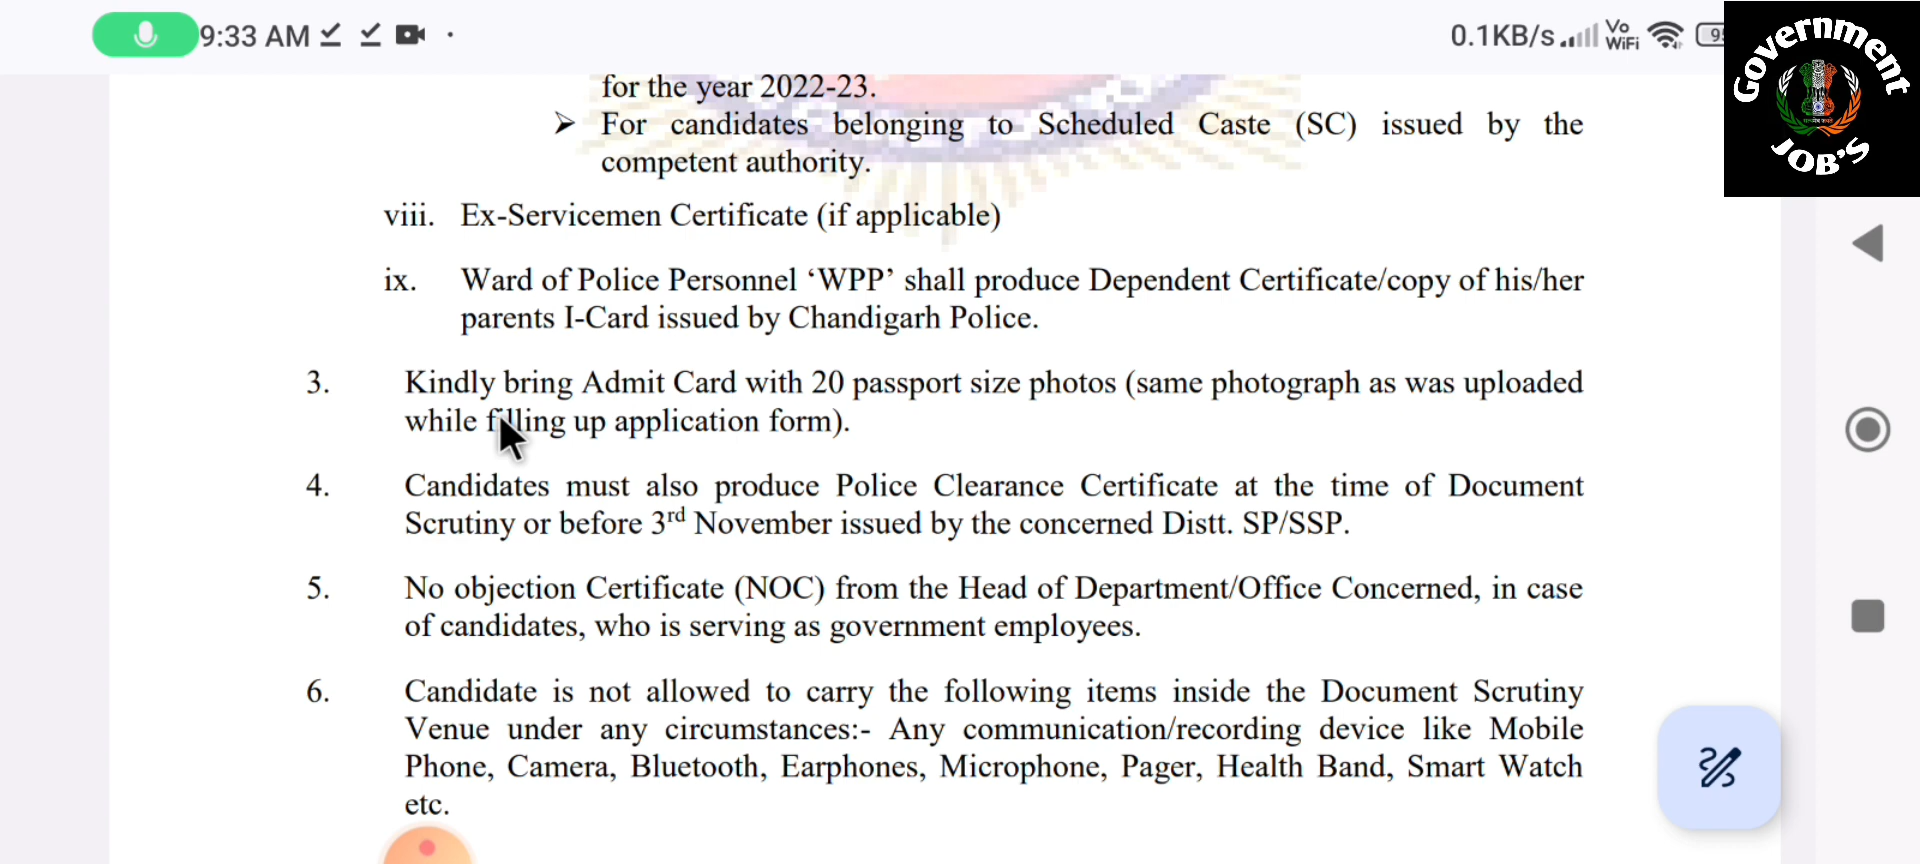 9:33 AM
0.1KB/s
Vo
WiFi
Government
JOB'S
for the year 2022-23.
➢ For candidates belonging to Scheduled Caste (SC) issued by the
competent authority.
viii. Ex-Servicemen Certificate (if applicable)
ix. Ward of Police Personnel ‘WPP’ shall produce Dependent Certificate/copy of his/her
parents I-Card issued by Chandigarh Police.
3. Kindly bring Admit Card with 20 passport size photos (same photograph as was uploaded
while filling up application form).
4. Candidates must also produce Police Clearance Certificate at the time of Document
Scrutiny or before 3rd November issued by the concerned Distt. SP/SSP.
5. No objection Certificate (NOC) from the Head of Department/Office Concerned, in case
of candidates, who is serving as government employees.
6. Candidate is not allowed to carry the following items inside the Document Scrutiny
Venue under any circumstances:- Any communication/recording device like Mobile
Phone, Camera, Bluetooth, Earphones, Microphone, Pager, Health Band, Smart Watch
etc.